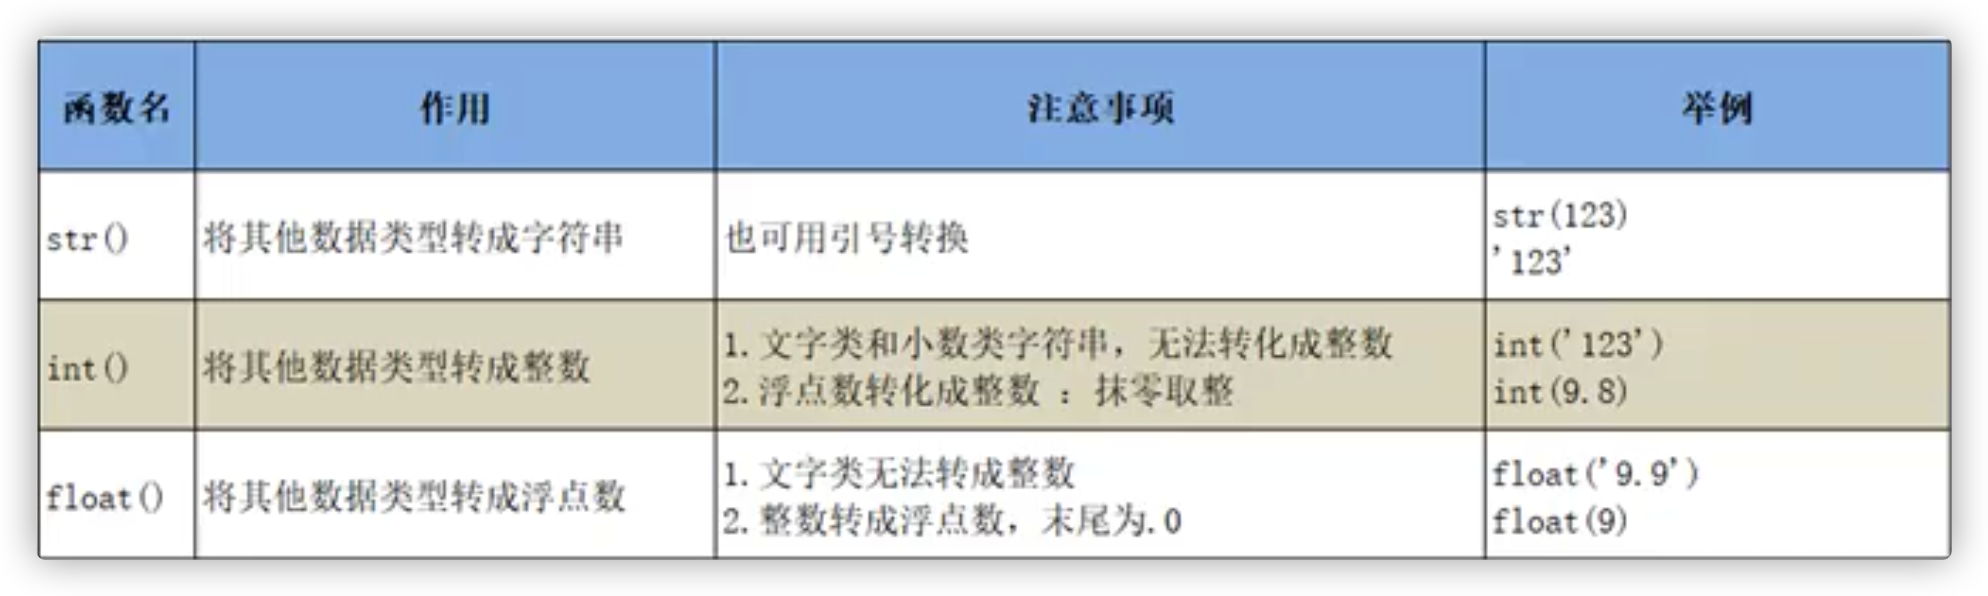 函数名 作用 注意事项 举例
str() 将其他数据类型转成字符串 也可用引号转换 str(123)
'123'
int() 将其他数据类型转成整数 1.文字类和小数类字符串，无法转化成整数 int('123')
2.浮点数转化成整数 ：抹零取整 int(9.8)
float() 将其他数据类型转成浮点数 1.文字类无法转成整数 float('9.9')
2.整数转成浮点数，末尾为.0 float(9)